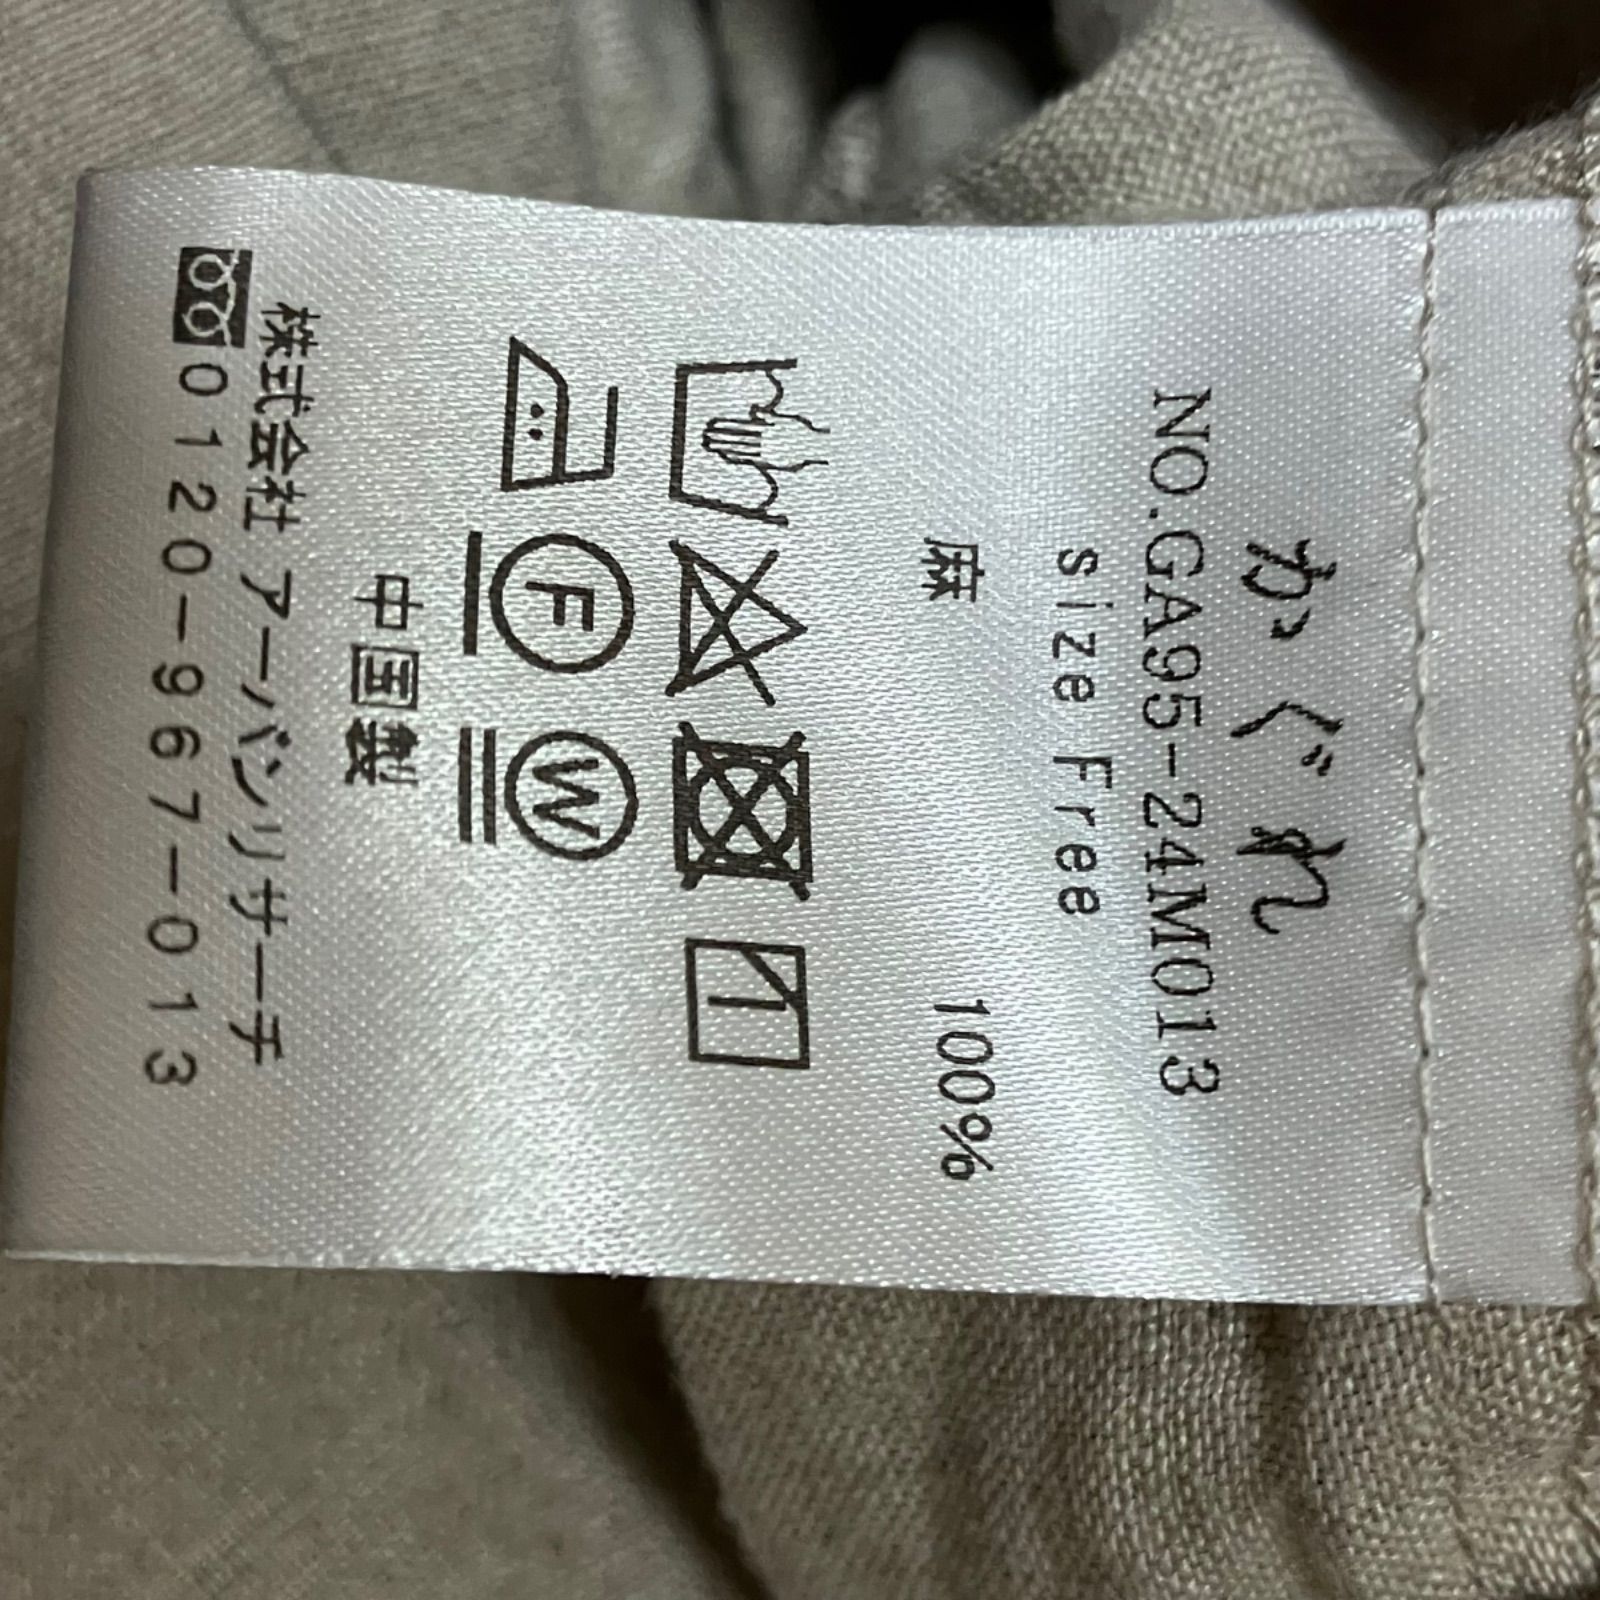 かぐれ
NO.GA95-24M013
size Free
麻 100%
F W
中国製
株式会社 アーバンリサーチ
0120-967-013